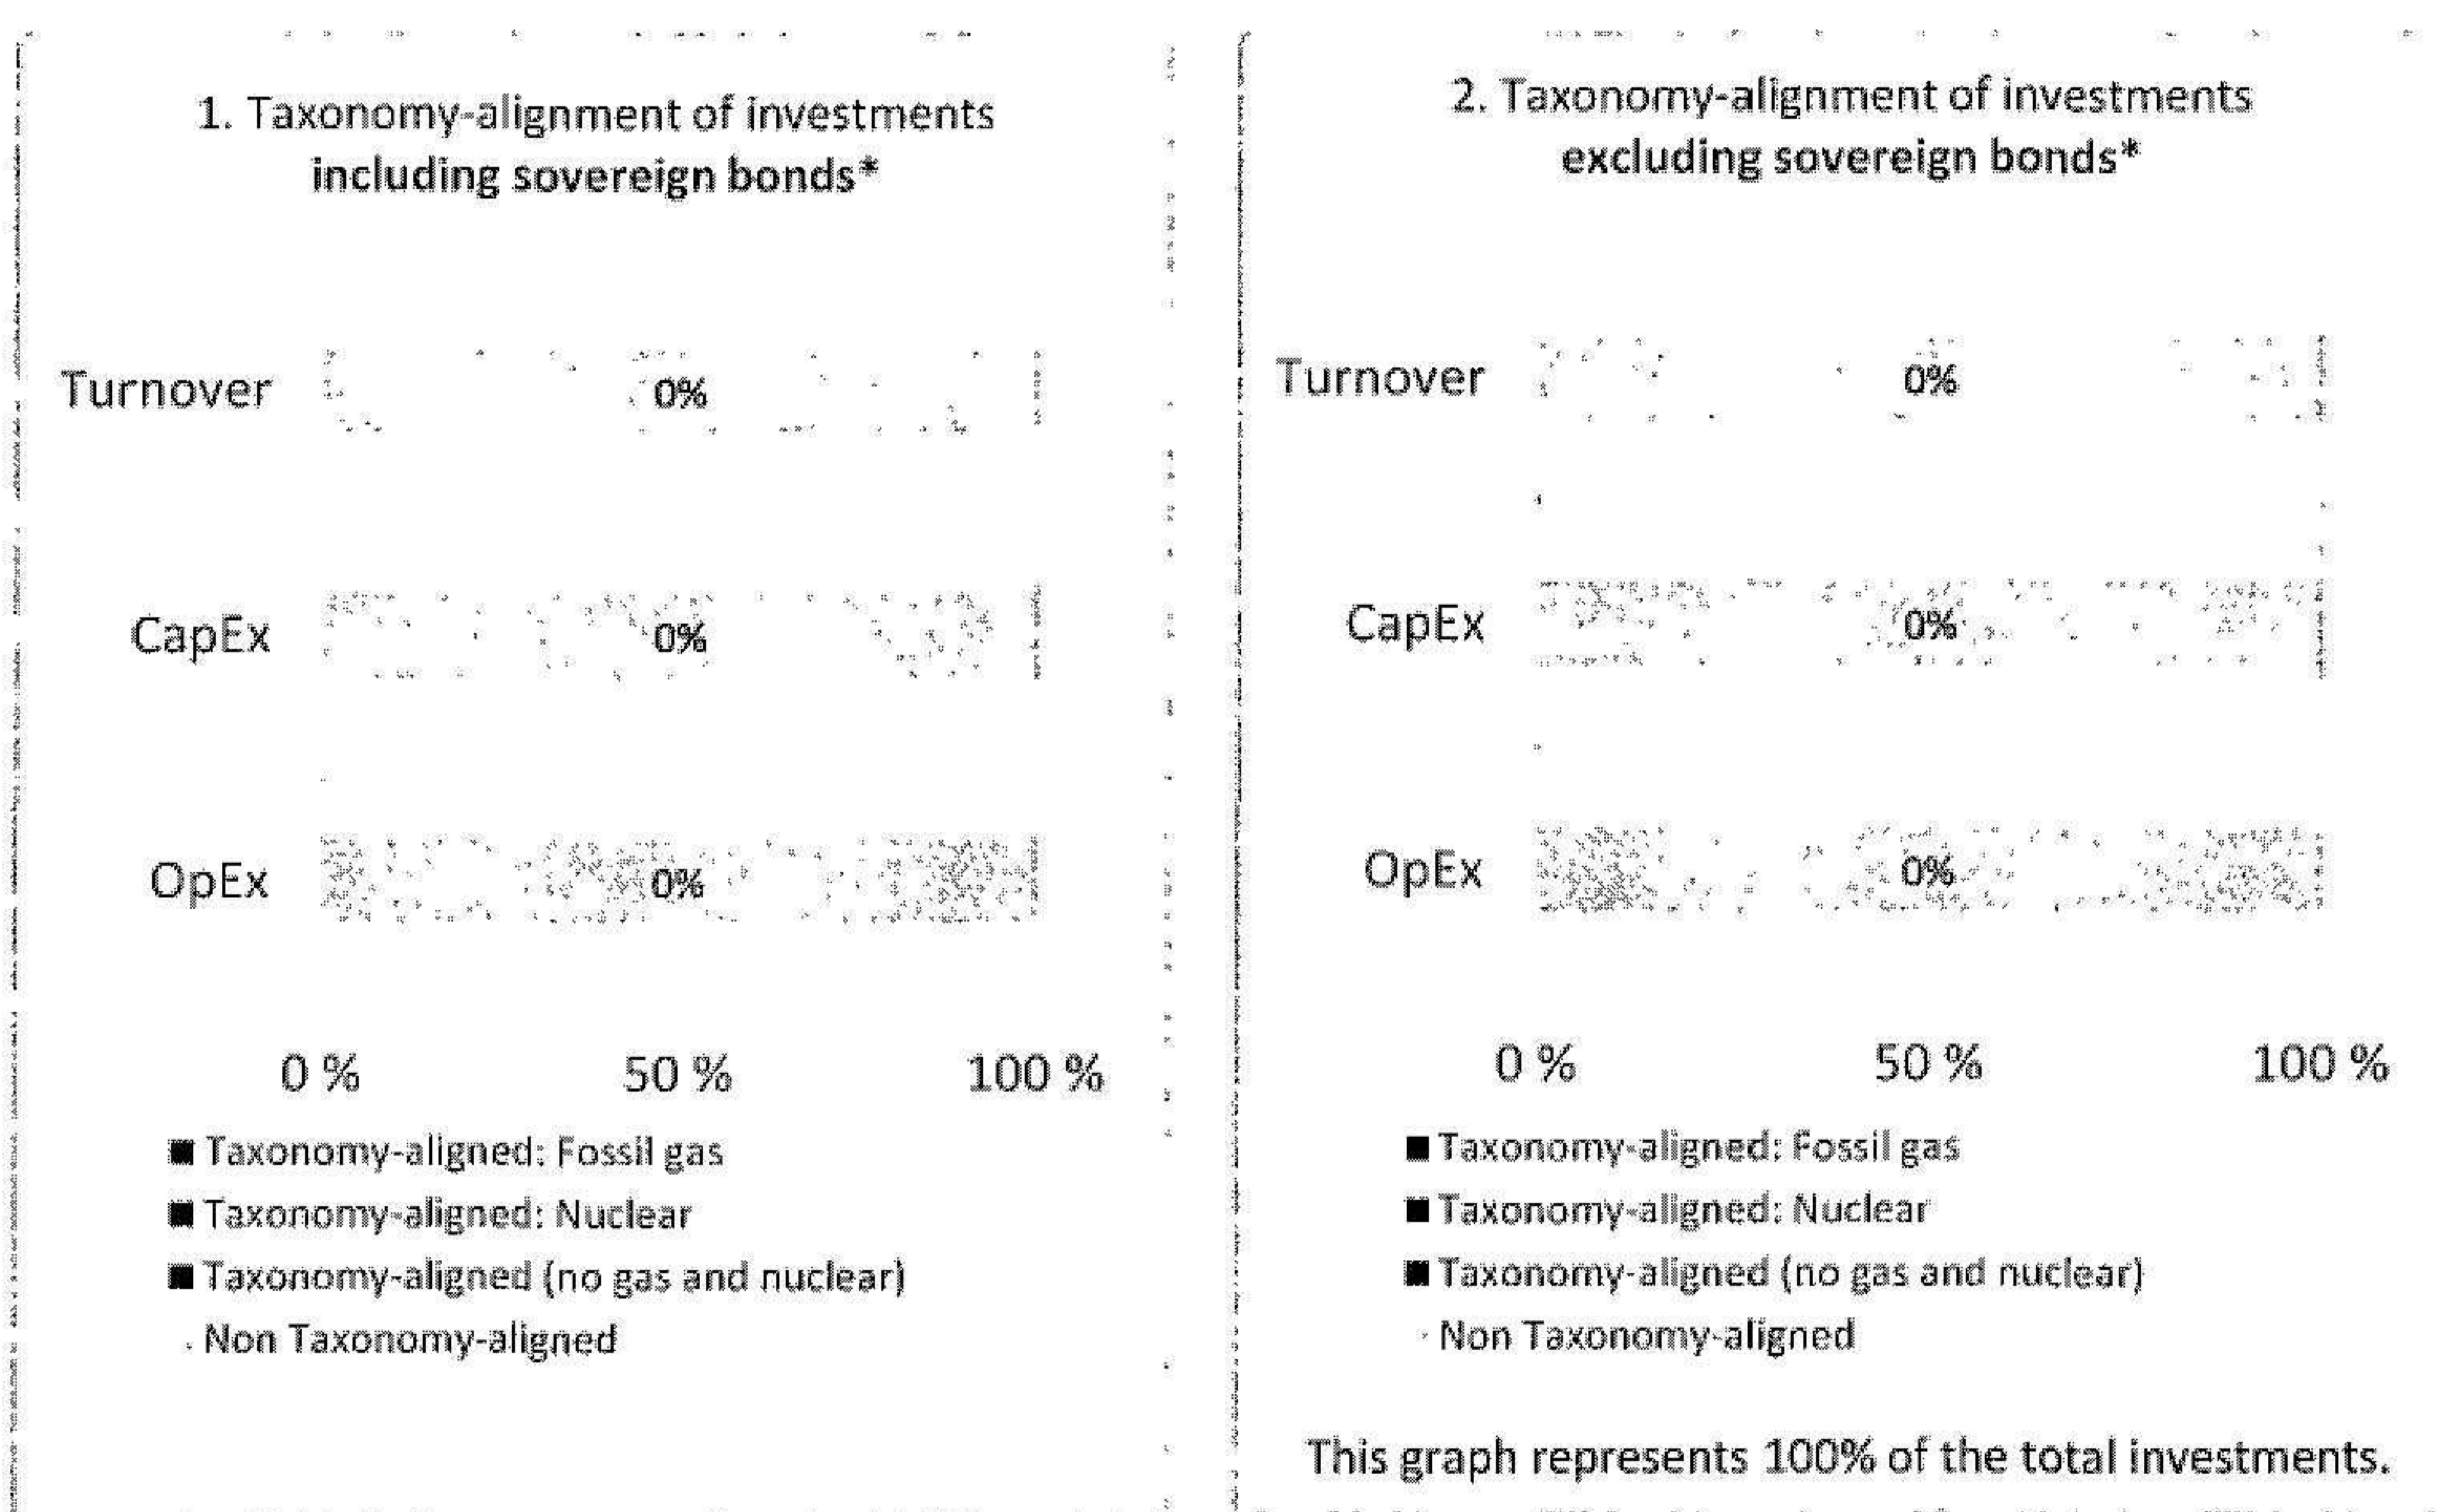 1. Taxonomy-alignment of investments
including sovereign bonds*
Turnover 0%
CapEx 0%
OpEx 0%
0 % 50 % 100 %
■ Taxonomy-aligned: Fossil gas
■ Taxonomy-aligned: Nuclear
■ Taxonomy-aligned (no gas and nuclear)
Non Taxonomy-aligned
2. Taxonomy-alignment of investments
excluding sovereign bonds*
Turnover 0%
CapEx 0%
OpEx 0%
0 % 50 % 100 %
■ Taxonomy-aligned: Fossil gas
■ Taxonomy-aligned: Nuclear
■ Taxonomy-aligned (no gas and nuclear)
Non Taxonomy-aligned
This graph represents 100% of the total investments.